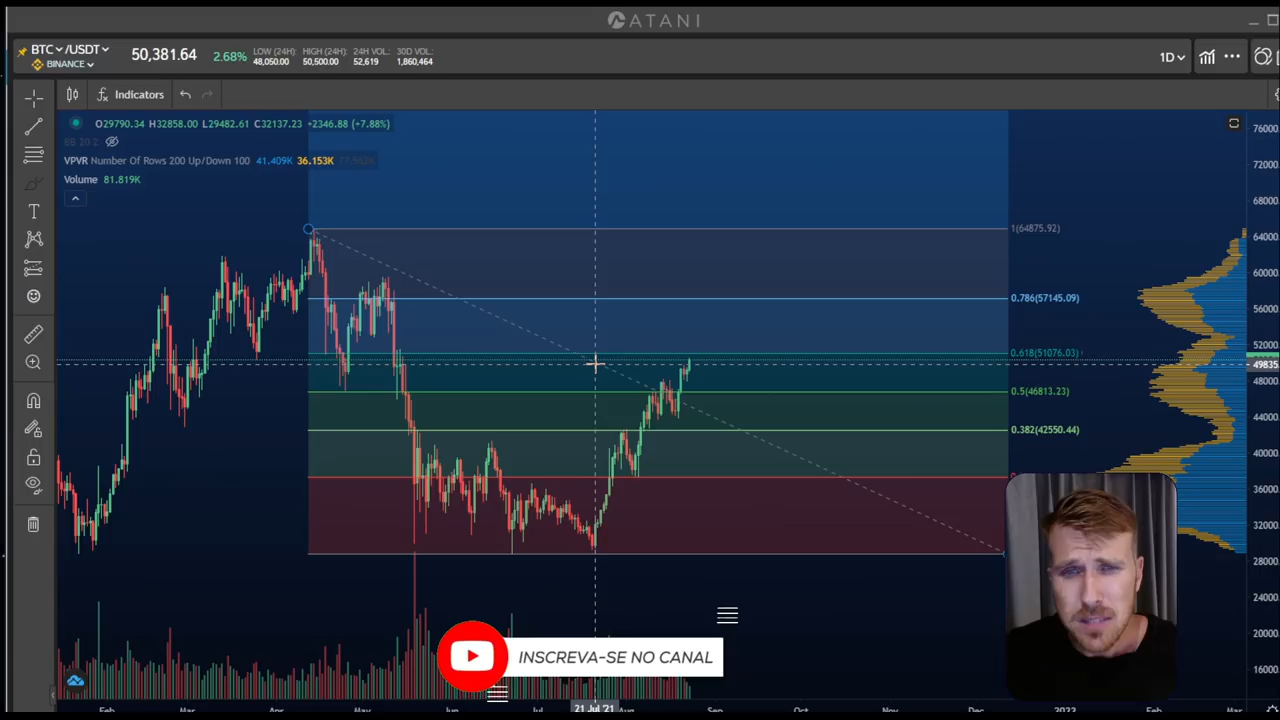 ATANI
BTC /USDT
BINANCE
50,381.64
2.68%
LOW (24H): HIGH (24H): 24H VOL: 30D VOL:
48,050.00 50,500.00 52,619 1,860,464
1D
Indicators
O29790.34 H32858.00 L29482.61 C32137.23 +2346.88 (+7.88%)
BB 20 2
VPVR Number Of Rows 200 Up/Down 100 41.409K 36.153K 77.562K
Volume 81.819K
76000.
72000.
68000.
64000.
60000.
56000.
52000.
49835.
48000.
44000.
40000.
36000.
32000.
28000.
24000.
20000.
16000.
1(64875.92)
0.786(57145.09)
0.618(51076.03)
0.5(46813.23)
0.382(42550.44)
INSCREVA-SE NO CANAL
Feb Mar Apr May Jun Jul 21 Jul '21 Aug Sep Oct Nov Dec 2022 Feb Mar